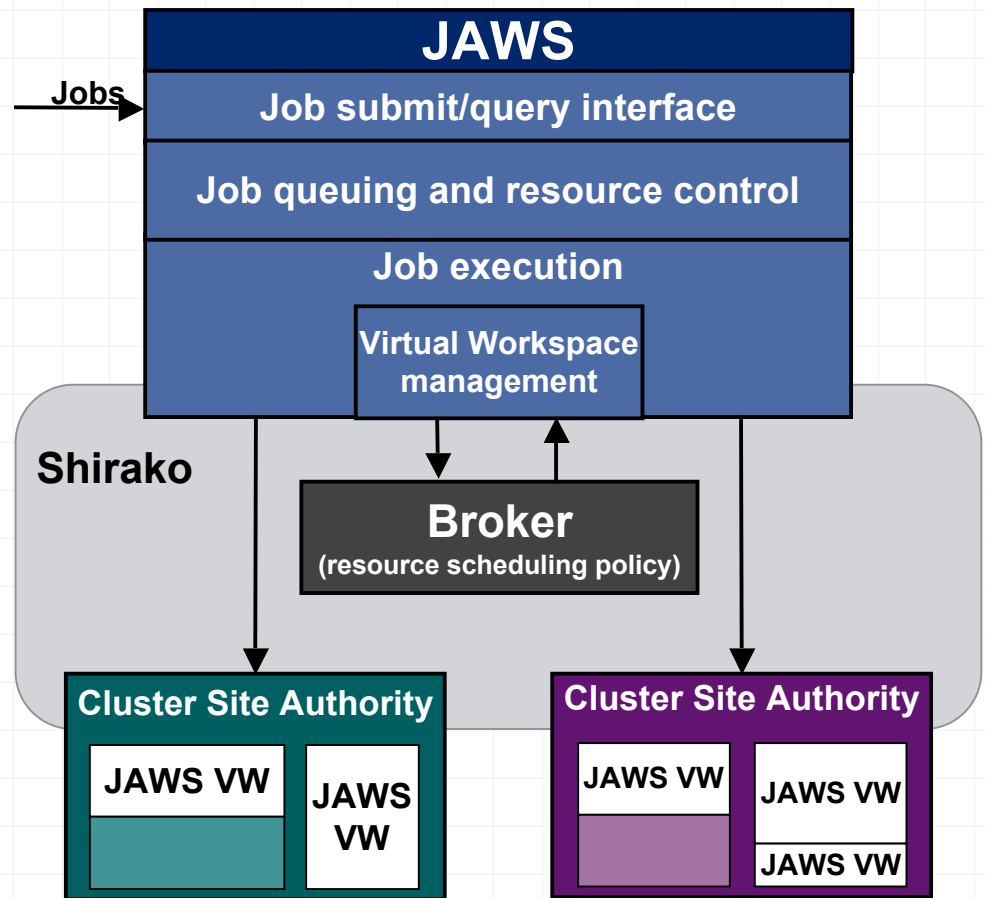 JAWS
Jobs
Job submit/query interface
Job queuing and resource control
Job execution
Virtual Workspace
management
Shirako
Broker
(resource scheduling policy)
Cluster Site Authority
JAWS VW
JAWS
VW
Cluster Site Authority
JAWS VW
JAWS VW
JAWS VW